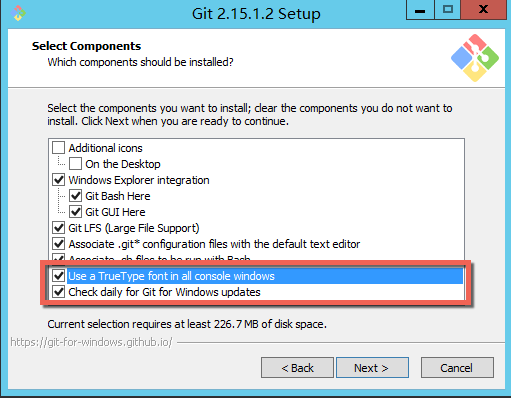 Git 2.15.1.2 Setup
Select Components
Which components should be installed?
Select the components you want to install; clear the components you do not want to
install. Click Next when you are ready to continue.
Additional icons
On the Desktop
Windows Explorer integration
Git Bash Here
Git GUI Here
Git LFS (Large File Support)
Associate .git* configuration files with the default text editor
Associate .sh files to be run with Bash
Use a TrueType font in all console windows
Check daily for Git for Windows updates
Current selection requires at least 226.7 MB of disk space.
https://git-for-windows.github.io/
< Back
Next >
Cancel